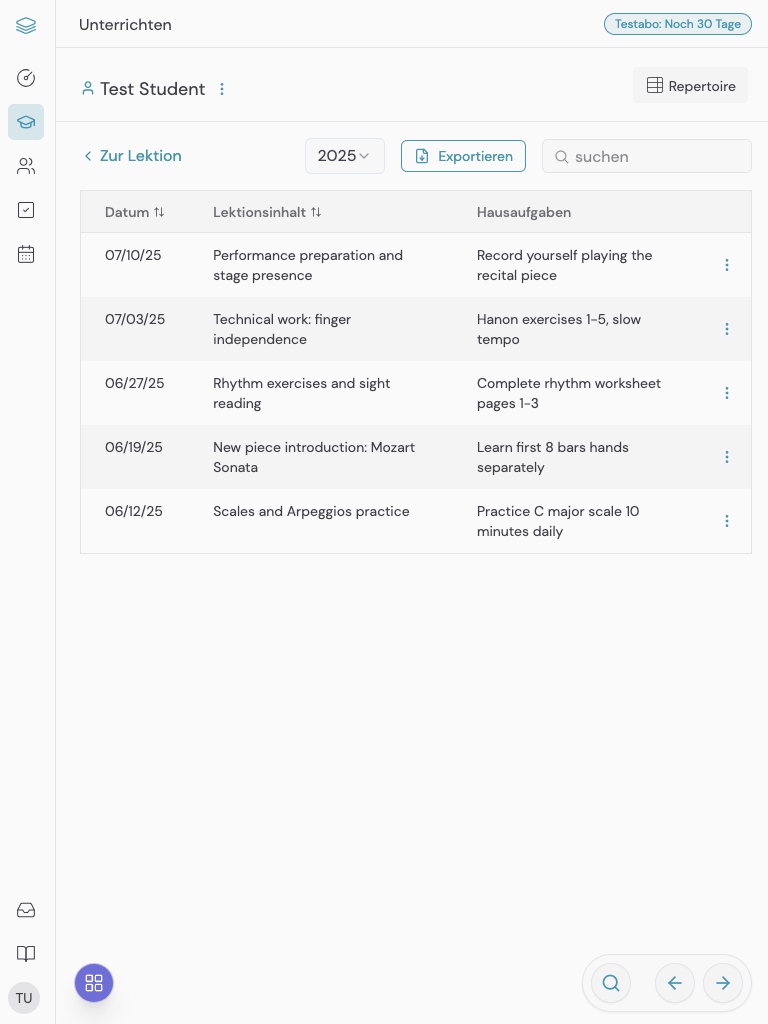 Unterrichten
Testabo: Noch 30 Tage
Test Student
Repertoire
Zur Lektion
2025
Exportieren
suchen
Datum
Lektionsinhalt
Hausaufgaben
07/10/25
Performance preparation and
stage presence
Record yourself playing the
recital piece
07/03/25
Technical work: finger
independence
Hanon exercises 1-5, slow
tempo
06/27/25
Rhythm exercises and sight
reading
Complete rhythm worksheet
pages 1-3
06/19/25
New piece introduction: Mozart
Sonata
Learn first 8 bars hands
separately
06/12/25
Scales and Arpeggios practice
Practice C major scale 10
minutes daily
TU